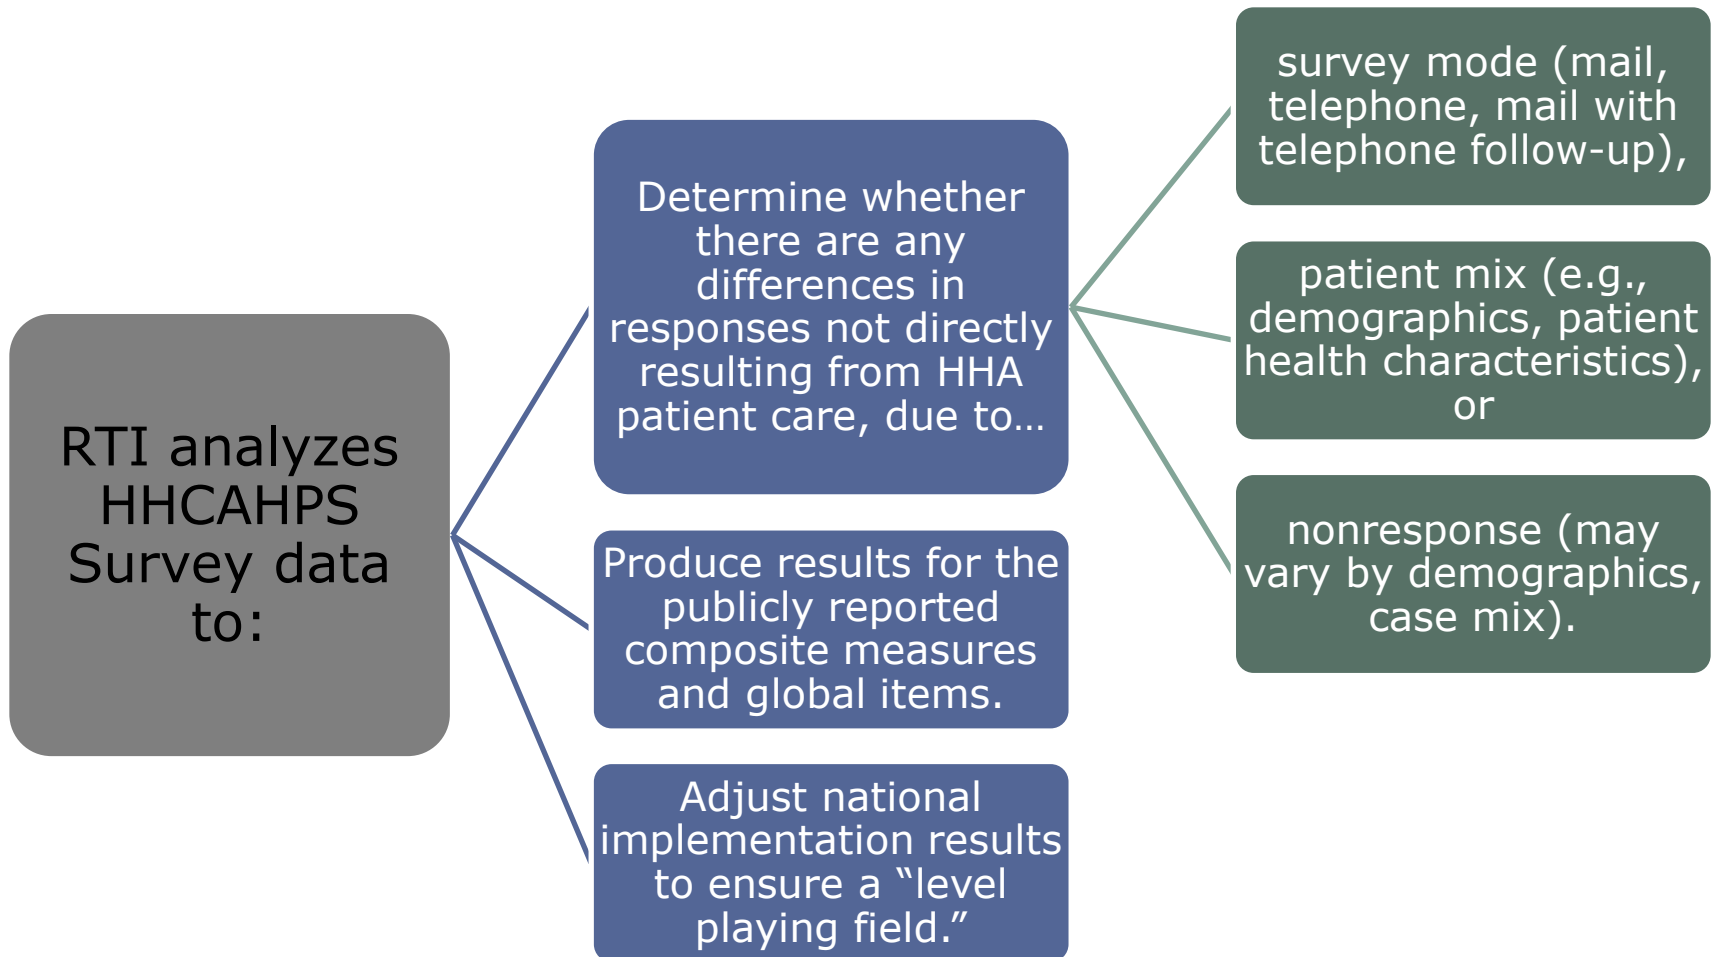 RTI analyzes
HHCAHPS
Survey data
to:
Determine whether
there are any
differences in
responses not directly
resulting from HHA
patient care, due to…
survey mode (mail,
telephone, mail with
telephone follow-up),
patient mix (e.g.,
demographics, patient
health characteristics),
or
nonresponse (may
vary by demographics,
case mix).
Produce results for the
publicly reported
composite measures
and global items.
Adjust national
implementation results
to ensure a “level
playing field.”